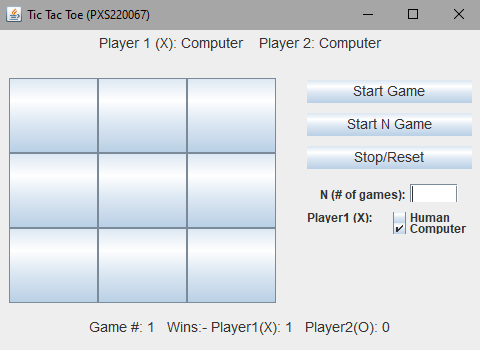 Tic Tac Toe (PXS220067)
Player 1 (X): Computer    Player 2: Computer
Start Game
Start N Game
Stop/Reset
N (# of games):
Player1 (X): Human
Computer
Game #: 1   Wins:- Player1(X): 1   Player2(O): 0